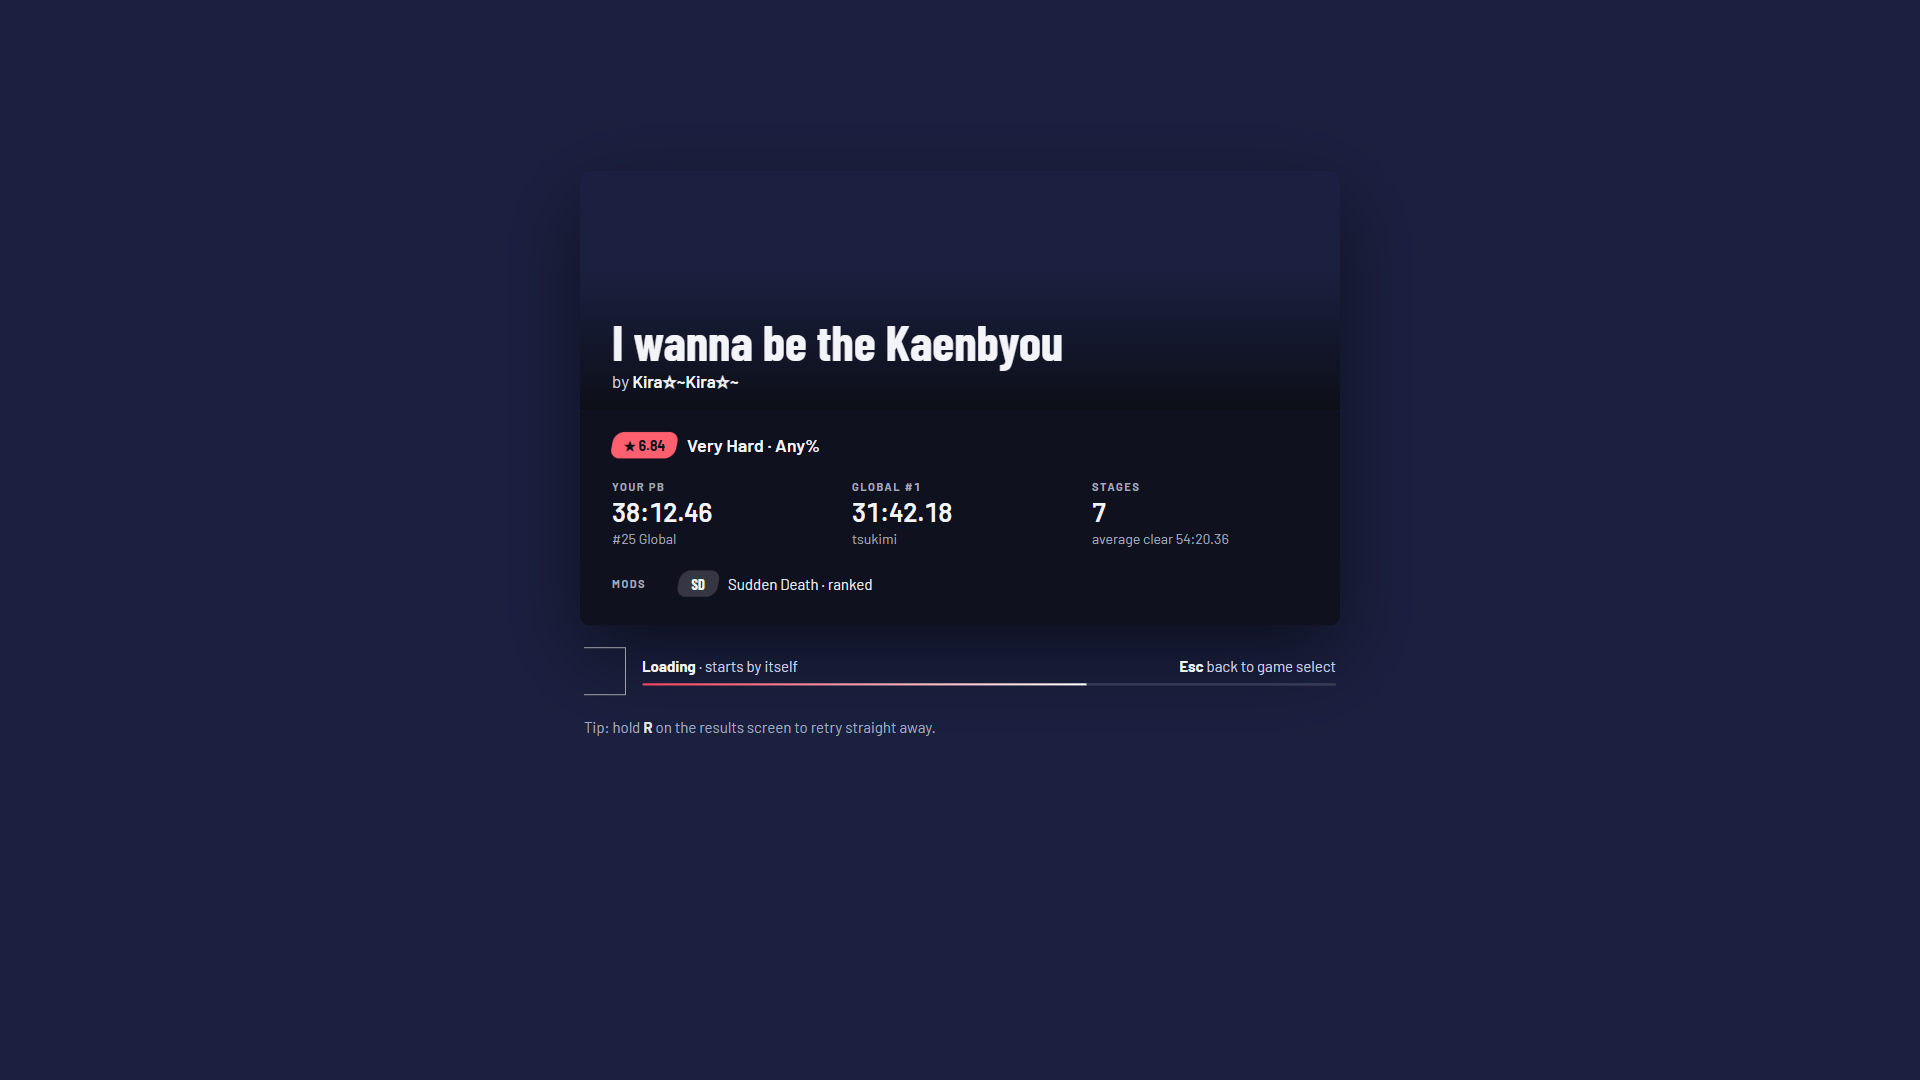 I wanna be the Kaenbyou
by Kira☆~Kira☆~
★ 6.84 Very Hard · Any%
YOUR PB GLOBAL #1 STAGES
38:12.46 31:42.18 7
#25 Global tsukimi average clear 54:20.36
MODS SD Sudden Death · ranked
Loading · starts by itself Esc back to game select
Tip: hold R on the results screen to retry straight away.